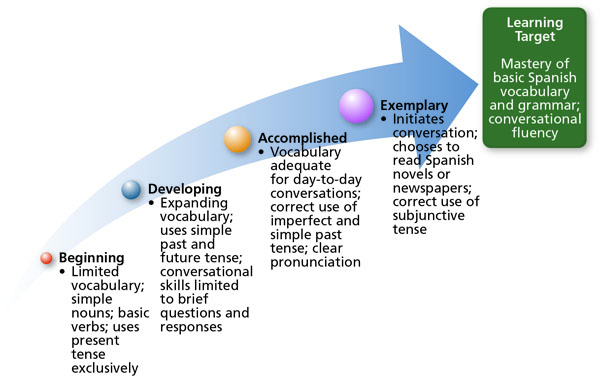 Learning
Target
Mastery of
basic Spanish
vocabulary
and grammar;
conversational
fluency
Exemplary
• Initiates
conversation;
chooses to
read Spanish
novels or
newspapers;
correct use of
subjunctive
tense
Accomplished
• Vocabulary
adequate
for day-to-day
conversations;
correct use of
imperfect and
simple past
tense; clear
pronunciation
Developing
• Expanding
vocabulary;
uses simple
past and
future tense;
conversational
skills limited
to brief
questions and
responses
Beginning
• Limited
vocabulary;
simple
nouns; basic
verbs; uses
present
tense
exclusively